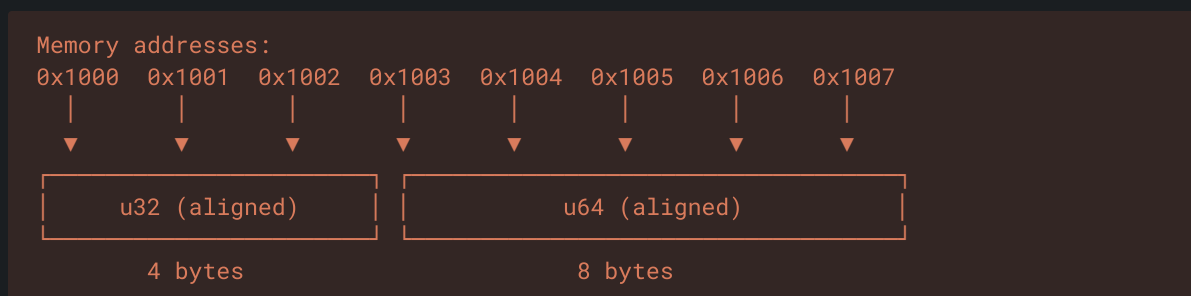 Memory addresses:
0x1000 0x1001 0x1002 0x1003 0x1004 0x1005 0x1006 0x1007
u32 (aligned) u64 (aligned)
4 bytes 8 bytes